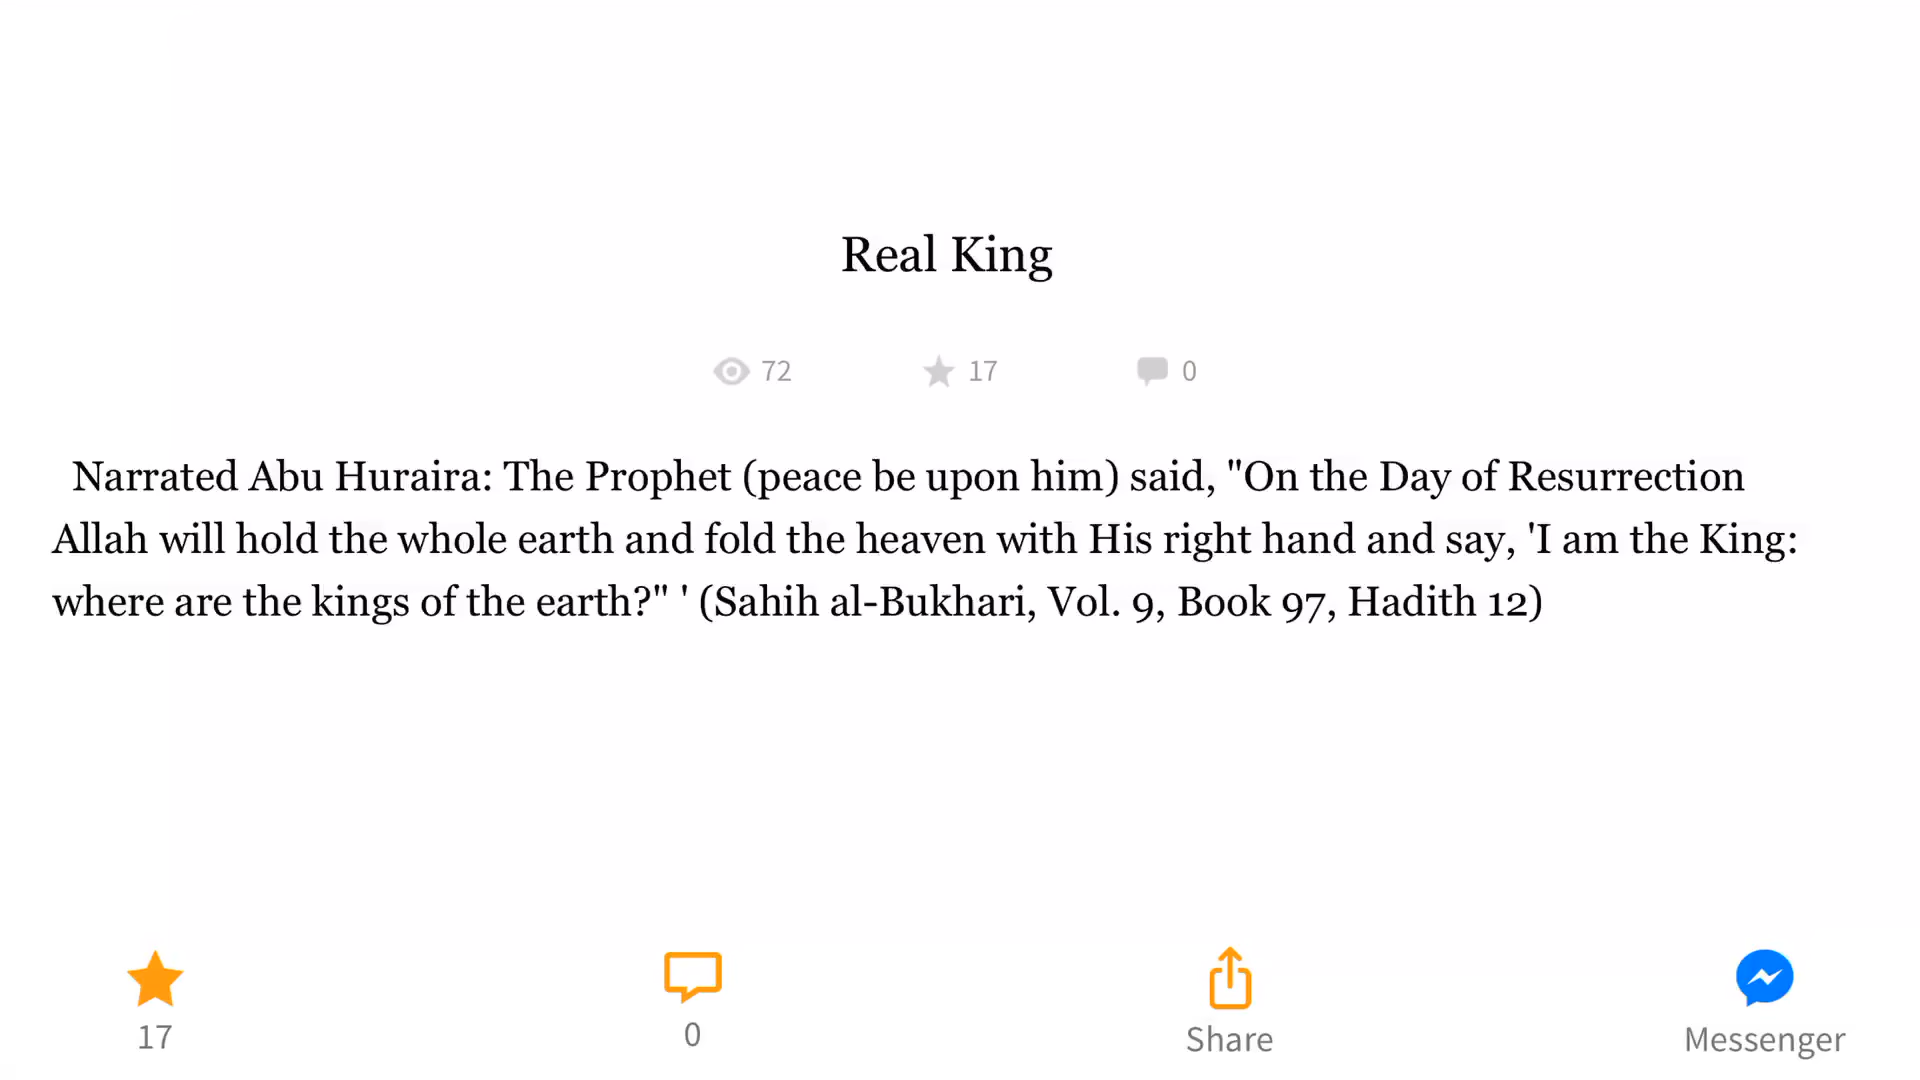 Real King
72 17 0
Narrated Abu Huraira: The Prophet (peace be upon him) said, "On the Day of Resurrection
Allah will hold the whole earth and fold the heaven with His right hand and say, 'I am the King:
where are the kings of the earth?" ' (Sahih al-Bukhari, Vol. 9, Book 97, Hadith 12)
17 0 Share Messenger